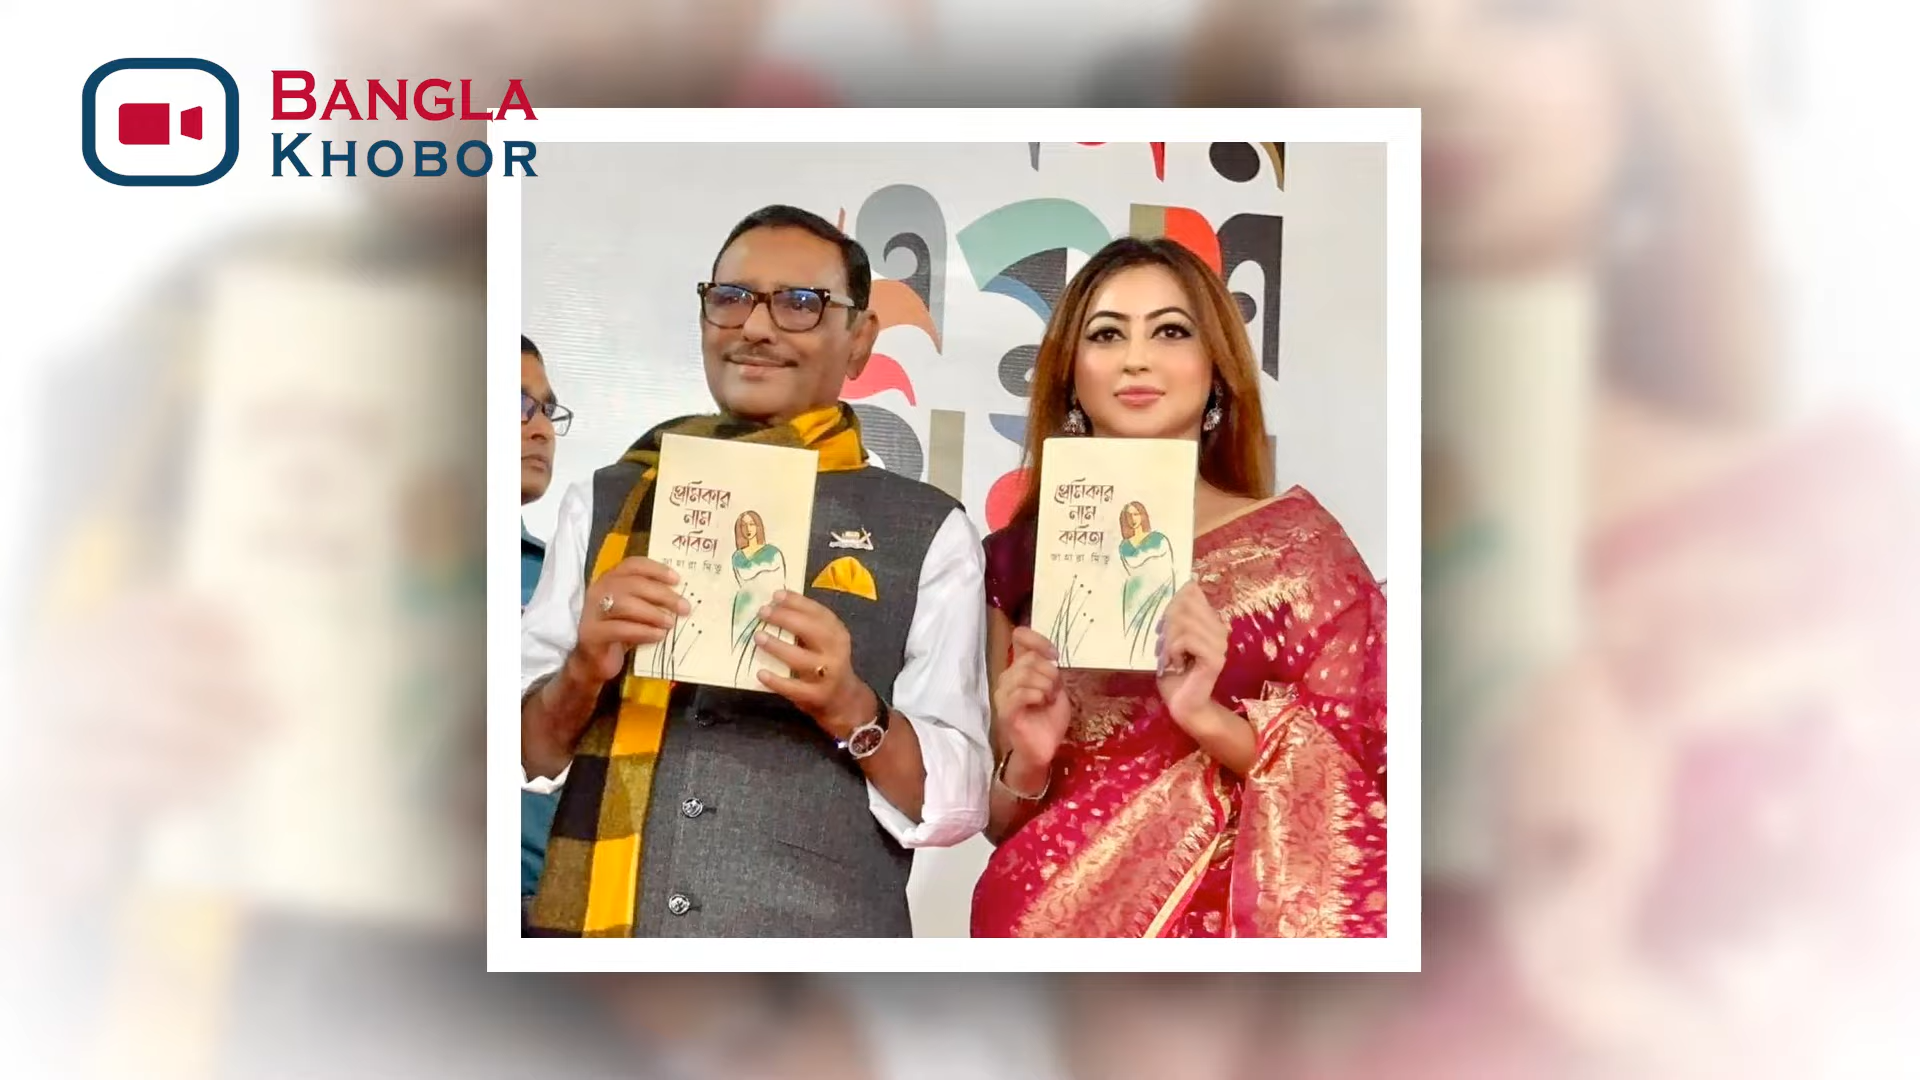 BANGLA
KHOBOR
প্রেমিকার
নাম
কবিতা
জাহারা মিতু
প্রেমিকার
নাম
কবিতা
জাহারা মিতু